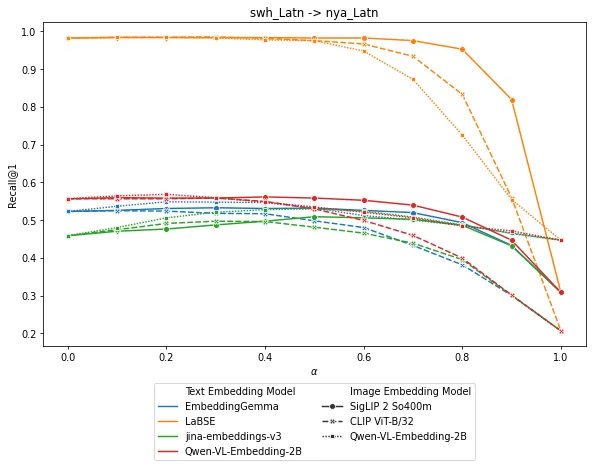 swh_Latn -> nya_Latn
1.0
0.9
0.8
0.7
0.6
0.5
0.4
0.3
0.2
Recall@1
0.0 0.2 0.4 0.6 0.8 1.0
α
Text Embedding Model Image Embedding Model
EmbeddingGemma SigLIP 2 So400m
LaBSE CLIP ViT-B/32
jina-embeddings-v3 Qwen-VL-Embedding-2B
Qwen-VL-Embedding-2B